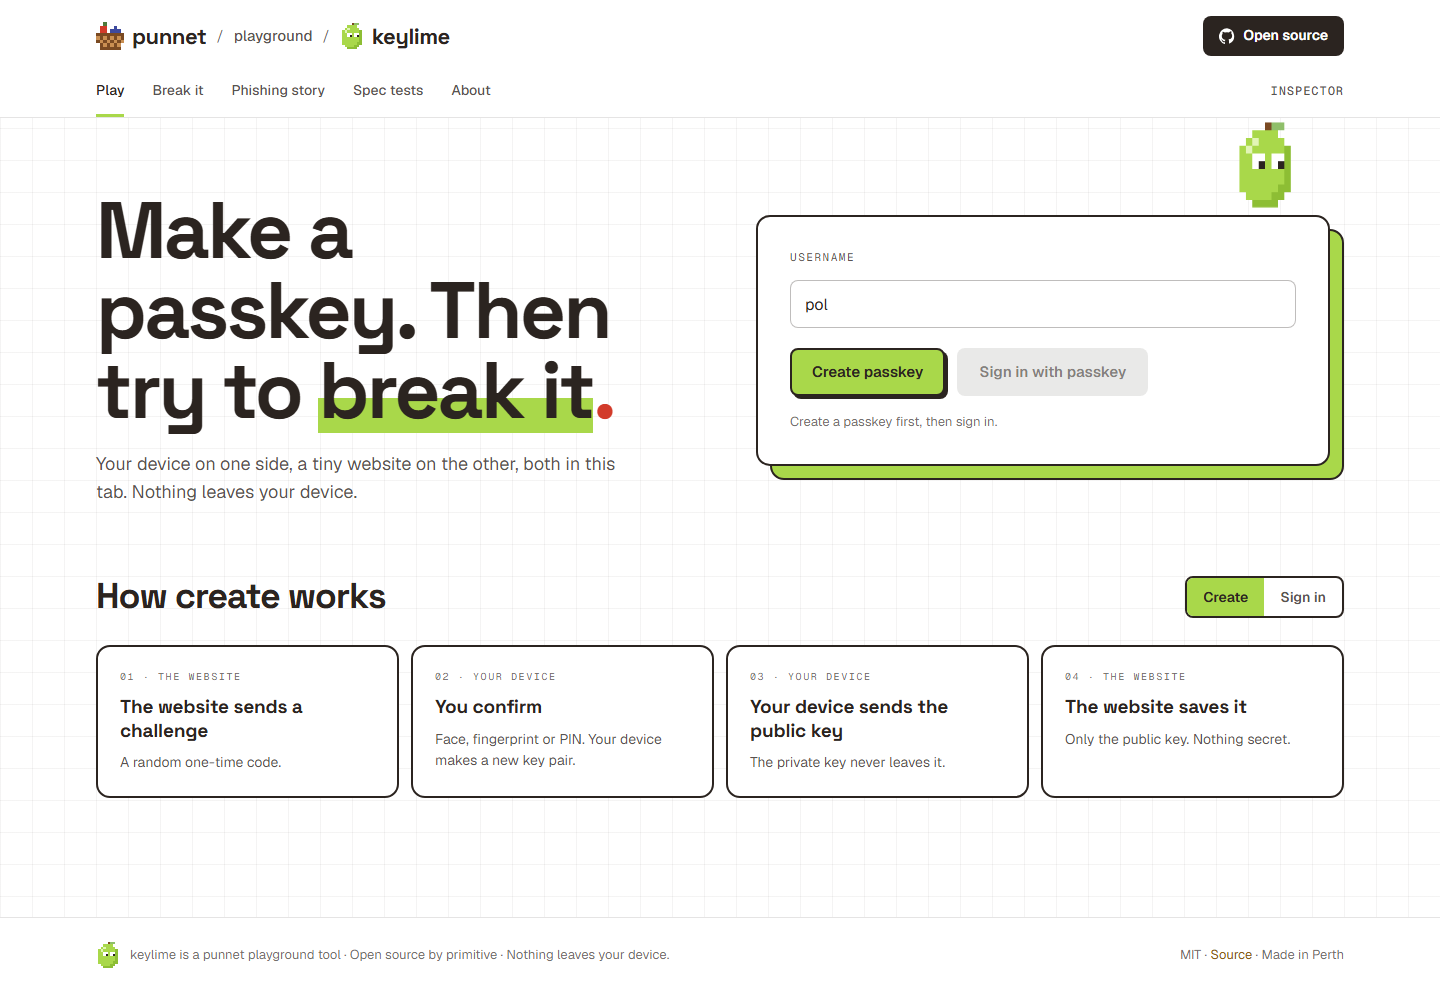 punnet / playground / keylime
Open source
Play Break it Phishing story Spec tests About
INSPECTOR
Make a
passkey. Then
try to break it.
Your device on one side, a tiny website on the other, both in this
tab. Nothing leaves your device.
USERNAME
pol
Create passkey
Sign in with passkey
Create a passkey first, then sign in.
How create works
Create
Sign in
01 · THE WEBSITE
The website sends a
challenge
A random one-time code.
02 · YOUR DEVICE
You confirm
Face, fingerprint or PIN. Your device
makes a new key pair.
03 · YOUR DEVICE
Your device sends the
public key
The private key never leaves it.
04 · THE WEBSITE
The website saves it
Only the public key. Nothing secret.
keylime is a punnet playground tool · Open source by primitive · Nothing leaves your device.
MIT · Source · Made in Perth